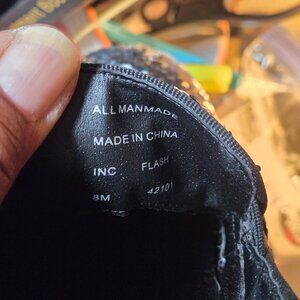 ALL MANMADE
MADE IN CHINA
INC FLASH
8M 42101